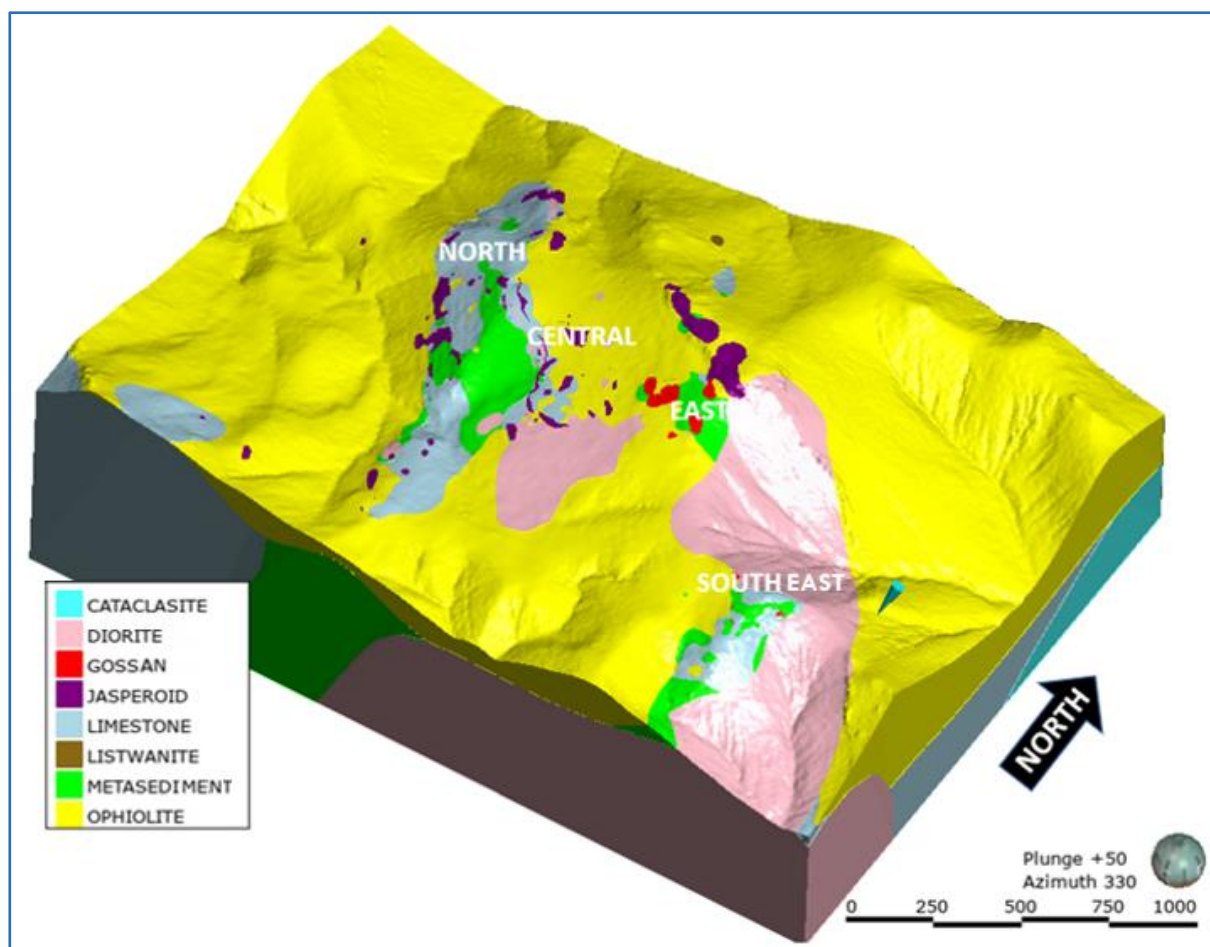 NORTH
CENTRAL
EAST
SOUTH EAST
CATACLASITE
DIORITE
GOSSAN
JASPEROID
LIMESTONE
LISTWANITE
METASEDIMENT
OPHIOLITE
NORTH
Plunge +50
Azimuth 330
0 250 500 750 1000